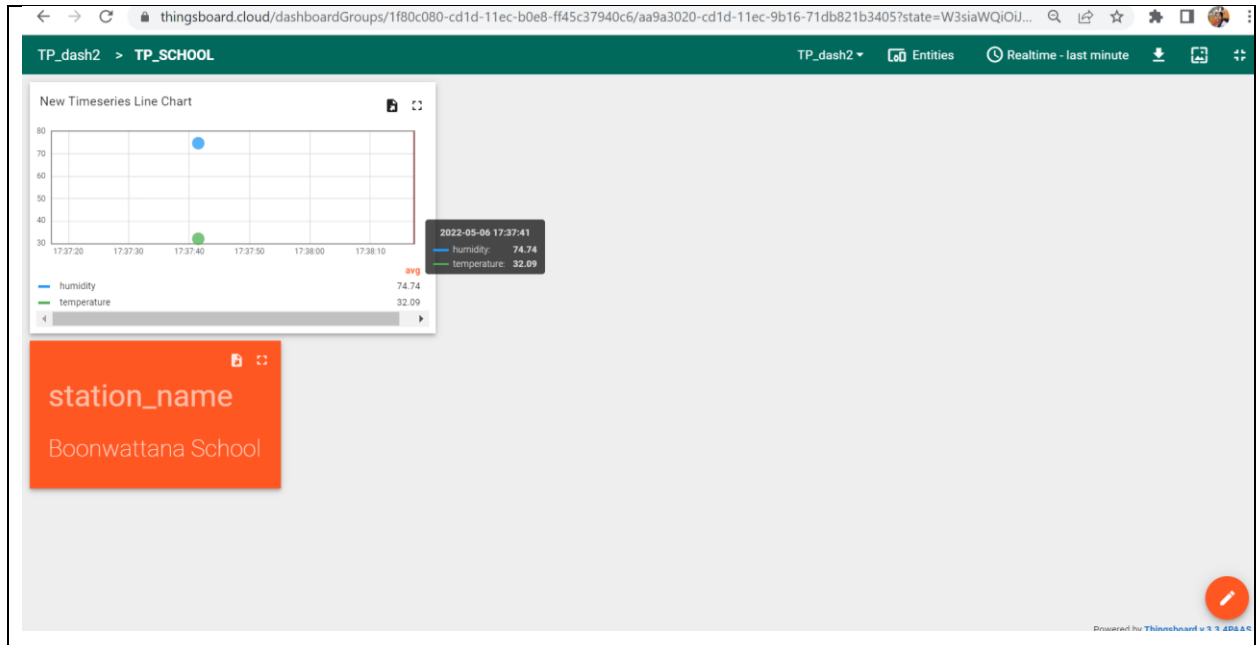 thingsboard.cloud/dashboardGroups/1f80c080-cd1d-11ec-b0e8-ff45c37940c6/aa9a3020-cd1d-11ec-9b16-71db821b3405?state=W3siaWQiOiJ...
TP_dash2 > TP_SCHOOL TP_dash2 Entities Realtime - last minute
New Timeseries Line Chart
80
70
60
50
40
30
17:37:20 17:37:30 17:37:40 17:37:50 17:38:00 17:38:10
2022-05-06 17:37:41
humidity: 74.74
temperature: 32.09
avg
humidity 74.74
temperature 32.09
station_name
Boonwattana School
Powered by Thingsboard v.3.3.4PAAS